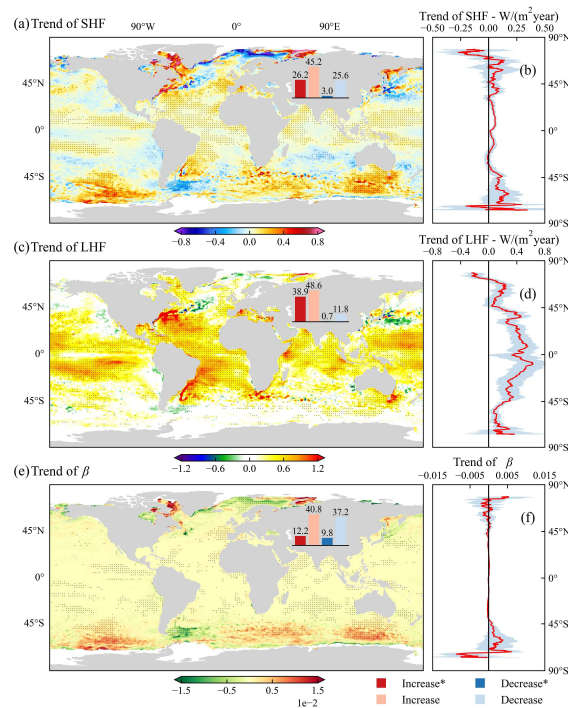 (a) Trend of SHF
90°W 0° 90°E
Trend of SHF - W/(m²year)
−0.50 −0.25 0.00 0.25 0.50
45°N
0°
45°S
26.2 45.2 3.0 25.6
(b)
90°N
45°N
0°
45°S
90°S
−0.8 −0.4 0.0 0.4 0.8
(c) Trend of LHF
Trend of LHF - W/(m²year)
−0.4 0.0 0.4 0.8
45°N
0°
45°S
38.9 48.6 0.7 11.8
(d)
90°N
45°N
0°
45°S
90°S
−1.2 −0.6 0.0 0.6 1.2
(e) Trend of β
Trend of β
−0.015 −0.005 0.005 0.015
45°N
0°
45°S
12.2 40.8 9.8 37.2
(f)
90°N
45°N
0°
45°S
90°S
−1.5 −0.5 0.5 1.5
1e−2
Increase* Decrease*
Increase Decrease